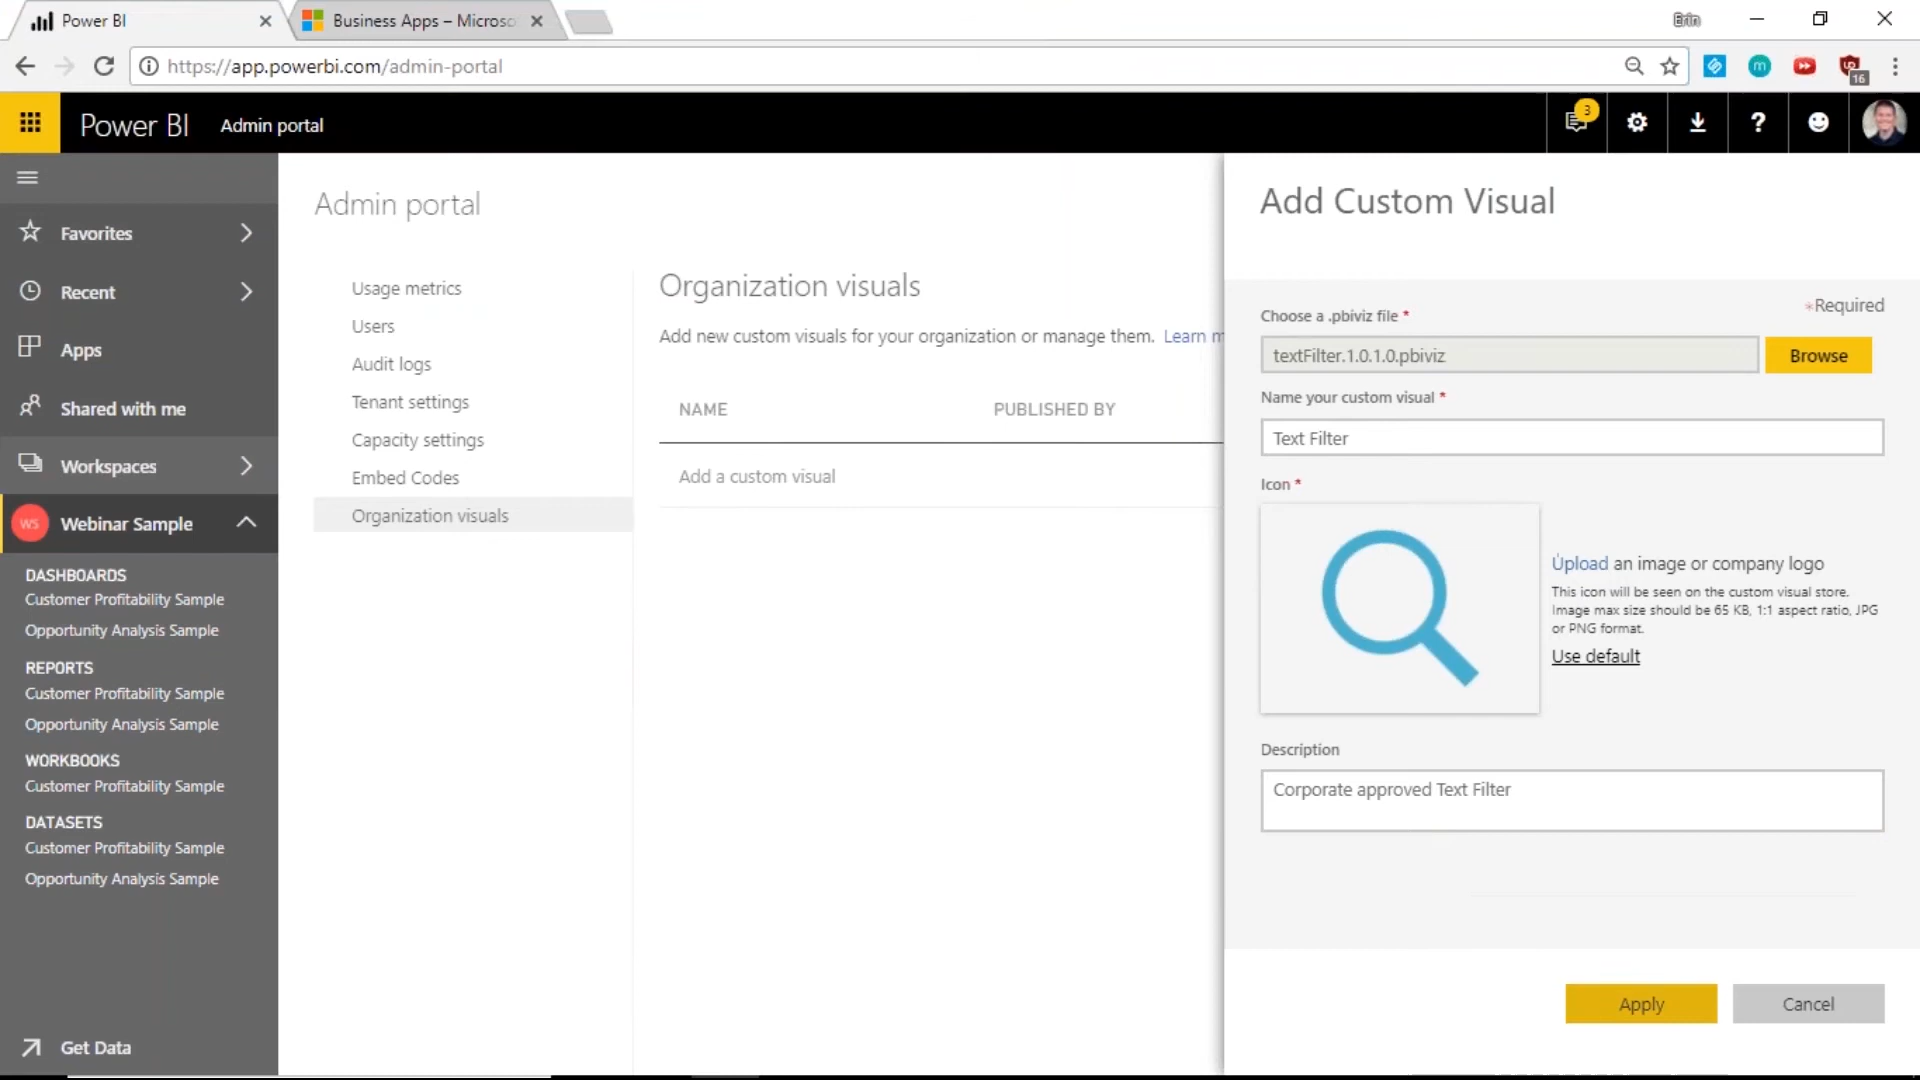 Power BI
Business Apps – Microso
Erin
https://app.powerbi.com/admin-portal
16
Power BI
Admin portal
3
Favorites
Recent
Apps
Shared with me
Workspaces
WS
Webinar Sample
DASHBOARDS
Customer Profitability Sample
Opportunity Analysis Sample
REPORTS
Customer Profitability Sample
Opportunity Analysis Sample
WORKBOOKS
Customer Profitability Sample
DATASETS
Customer Profitability Sample
Opportunity Analysis Sample
Get Data
Admin portal
Usage metrics
Users
Audit logs
Tenant settings
Capacity settings
Embed Codes
Organization visuals
Organization visuals
Add new custom visuals for your organization or manage them. Learn m
NAME
PUBLISHED BY
Add a custom visual
Add Custom Visual
*Required
Choose a .pbiviz file *
textFilter.1.0.1.0.pbiviz
Browse
Name your custom visual *
Text Filter
Icon *
Upload an image or company logo
This icon will be seen on the custom visual store.
Image max size should be 65 KB, 1:1 aspect ratio, JPG
or PNG format.
Use default
Description
Corporate approved Text Filter
Apply
Cancel